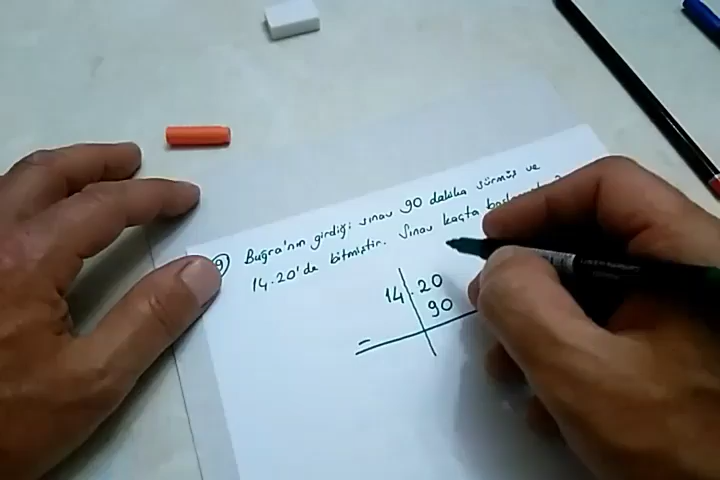 9 Buğra'nın girdiği sınav 90 dakika sürmüş ve
14.20'de bitmiştir. Sınav kaçta
14.20
90
-